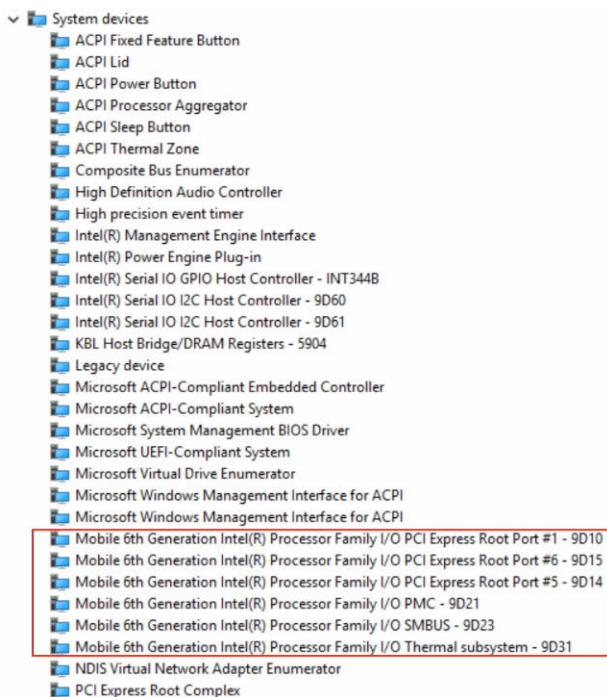 System devices
ACPI Fixed Feature Button
ACPI Lid
ACPI Power Button
ACPI Processor Aggregator
ACPI Sleep Button
ACPI Thermal Zone
Composite Bus Enumerator
High Definition Audio Controller
High precision event timer
Intel(R) Management Engine Interface
Intel(R) Power Engine Plug-in
Intel(R) Serial IO GPIO Host Controller - INT344B
Intel(R) Serial IO I2C Host Controller - 9D60
Intel(R) Serial IO I2C Host Controller - 9D61
KBL Host Bridge/DRAM Registers - 5904
Legacy device
Microsoft ACPI-Compliant Embedded Controller
Microsoft ACPI-Compliant System
Microsoft System Management BIOS Driver
Microsoft UEFI-Compliant System
Microsoft Virtual Drive Enumerator
Microsoft Windows Management Interface for ACPI
Microsoft Windows Management Interface for ACPI
Mobile 6th Generation Intel(R) Processor Family I/O PCI Express Root Port #1 - 9D10
Mobile 6th Generation Intel(R) Processor Family I/O PCI Express Root Port #6 - 9D15
Mobile 6th Generation Intel(R) Processor Family I/O PCI Express Root Port #5 - 9D14
Mobile 6th Generation Intel(R) Processor Family I/O PMC - 9D21
Mobile 6th Generation Intel(R) Processor Family I/O SMBUS - 9D23
Mobile 6th Generation Intel(R) Processor Family I/O Thermal subsystem - 9D31
NDIS Virtual Network Adapter Enumerator
PCI Express Root Complex